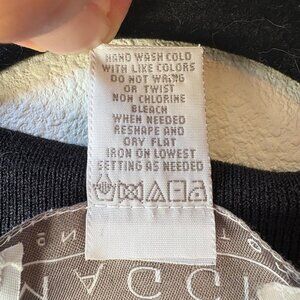 HAND WASH COLD
WITH LIKE COLORS
DO NOT WRING
OR TWIST
NON CHLORINE
BLEACH
WHEN NEEDED
RESHAPE AND
DRY FLAT
IRON ON LOWEST
SETTING AS NEEDED